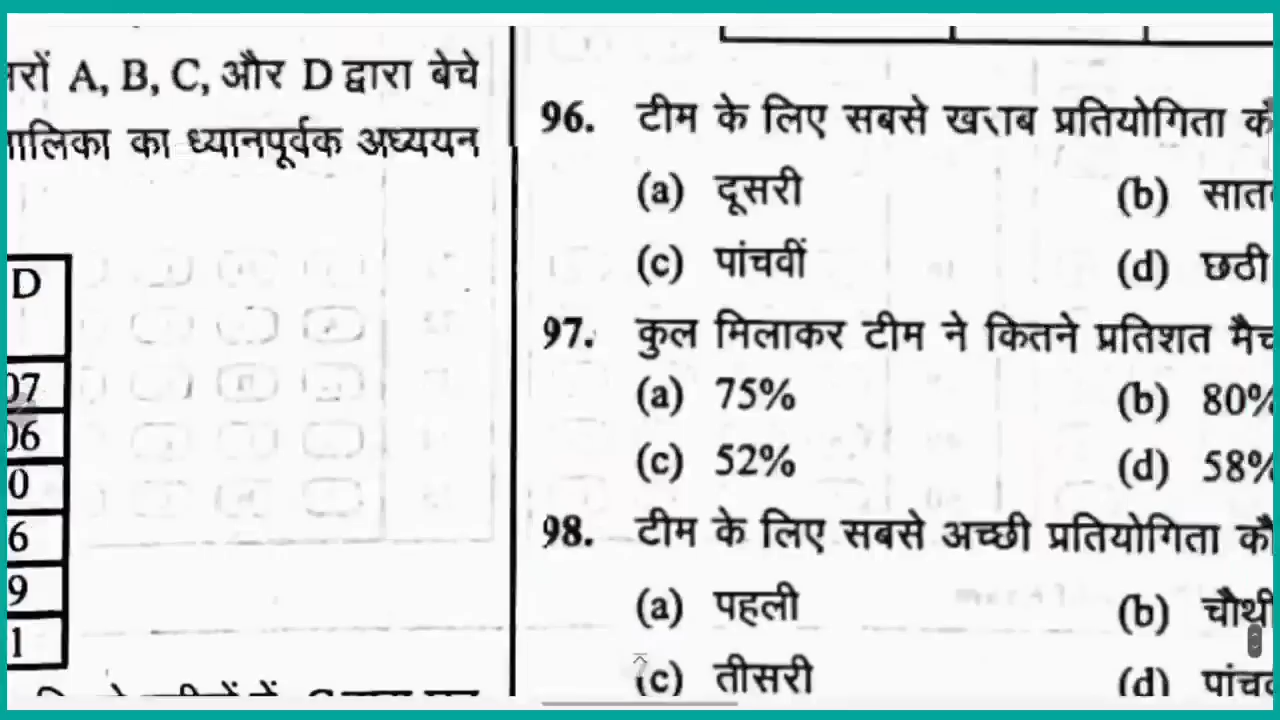 A, B, C, और D द्वारा बेचे
का ध्यानपूर्वक अध्ययन
D
07
06
0
6
9
1
96. टीम के लिए सबसे खराब प्रतियोगिता
(a) दूसरी (b)
(c) पांचवीं (d) छठी
97. कुल मिलाकर टीम ने कितने प्रतिशत
(a) 75% (b) 80%
(c) 52% (d) 58%
98. टीम के लिए सबसे अच्छी प्रतियोगिता
(a) पहली (b) चौथी
(c) तीसरी (d)